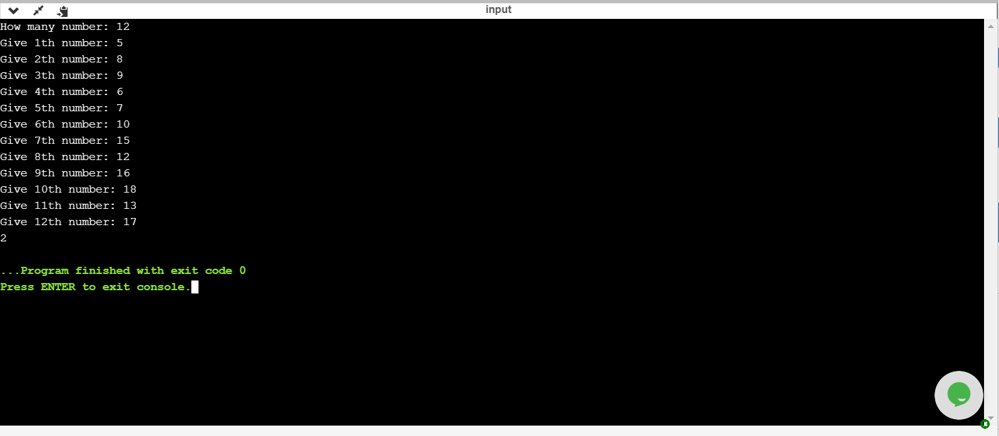 input
How many number: 12
Give 1th number: 5
Give 2th number: 8
Give 3th number: 9
Give 4th number: 6
Give 5th number: 7
Give 6th number: 10
Give 7th number: 15
Give 8th number: 12
Give 9th number: 16
Give 10th number: 18
Give 11th number: 13
Give 12th number: 17
2
...Program finished with exit code 0
Press ENTER to exit console.